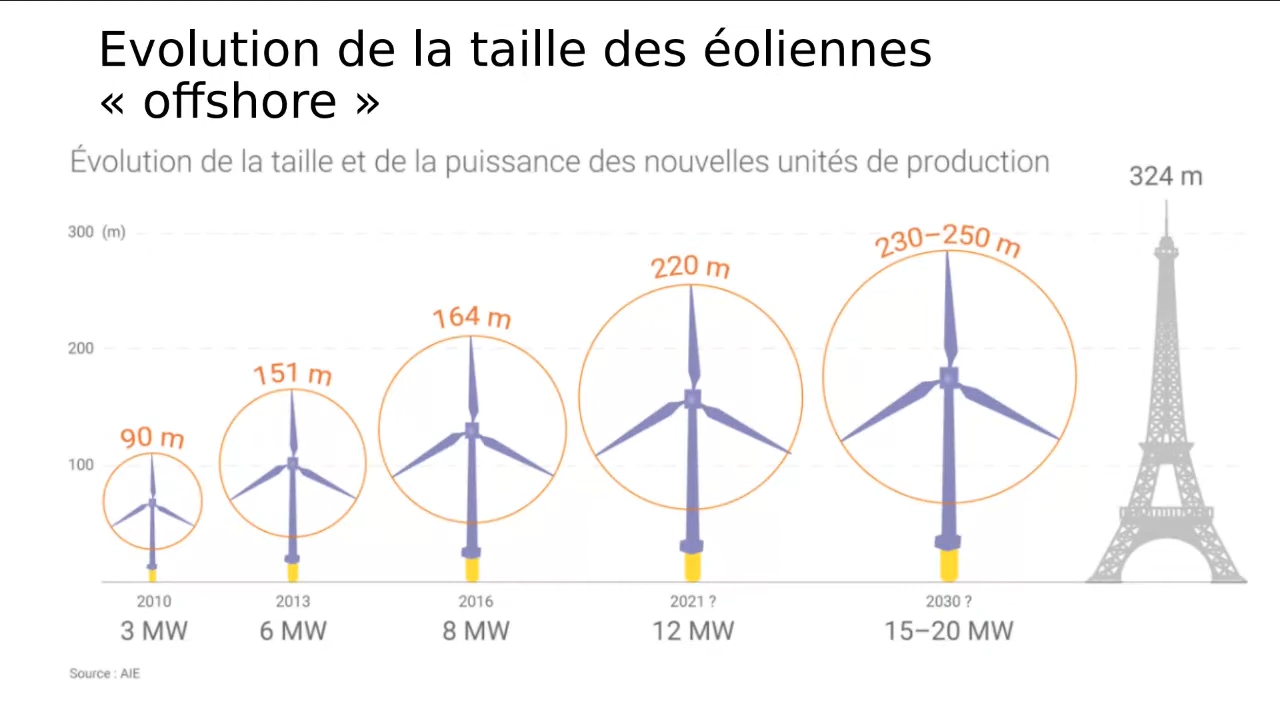 Evolution de la taille des éoliennes
« offshore »
Évolution de la taille et de la puissance des nouvelles unités de production
324 m
300 (m)
230–250 m
220 m
164 m
200
151 m
90 m
100
2010
2013
2016
2021 ?
2030 ?
3 MW
6 MW
8 MW
12 MW
15–20 MW
Source : AIE